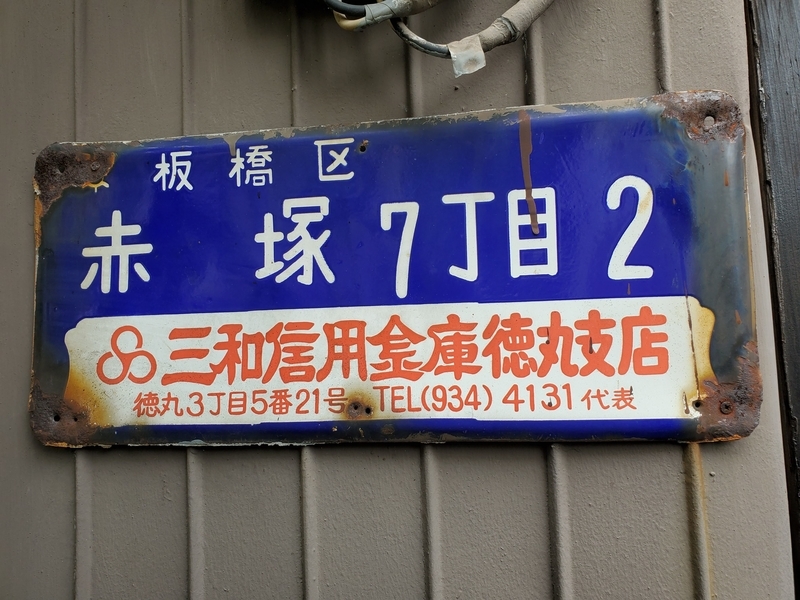 板橋区
赤塚7丁目2
三和信用金庫徳丸支店
徳丸3丁目5番21号 TEL(934)4131代表